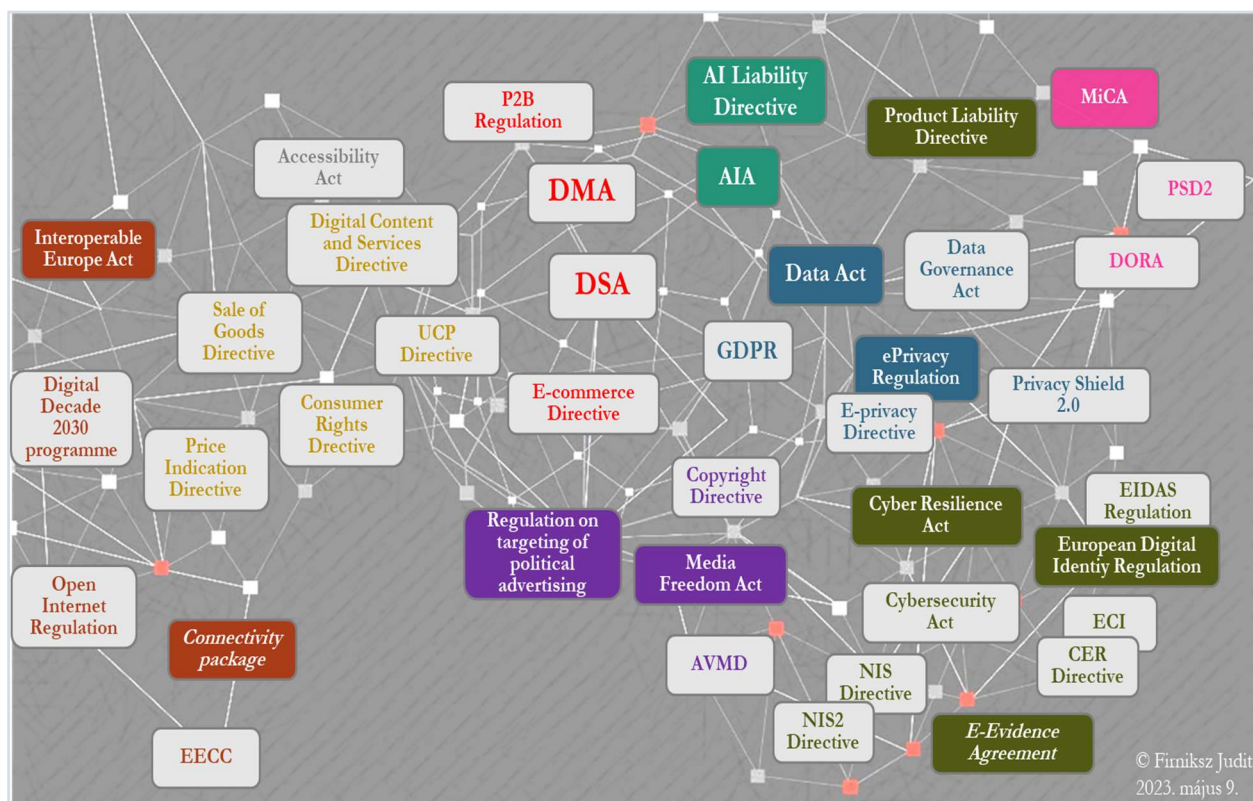 P2B
Regulation
AI Liability
Directive
Product Liability
Directive
MiCA
Accessibility
Act
DMA
AIA
PSD2
Interoperable
Europe Act
Digital Content
and Services
Directive
DSA
Data Act
Data
Governance
Act
DORA
Sale of
Goods
Directive
UCP
Directive
GDPR
ePrivacy
Regulation
Privacy Shield
2.0
Digital
Decade
2030
programme
Consumer
Rights
Drective
E-commerce
Directive
E-privacy
Directive
Price
Indication
Directive
Copyright
Directive
Cyber Resilience
Act
EIDAS
Regulation
Regulation on
targeting of
political
advertising
Media
Freedom Act
European Digital
Identiy Regulation
Open
Internet
Regulation
Connectivity
package
Cybersecurity
Act
ECI
CER
Directive
AVMD
NIS
Directive
NIS2
Directive
E-Evidence
Agreement
EECC
© Firniksz Judit
2023. május 9.